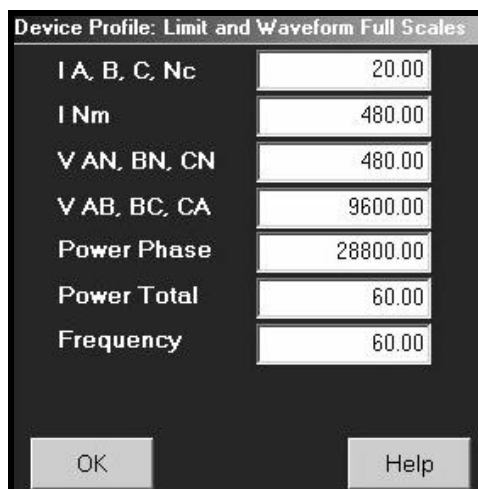 Device Profile: Limit and Waveform Full Scales
I A, B, C, Nc 20.00
I Nm 480.00
V AN, BN, CN 480.00
V AB, BC, CA 9600.00
Power Phase 28800.00
Power Total 60.00
Frequency 60.00
OK Help